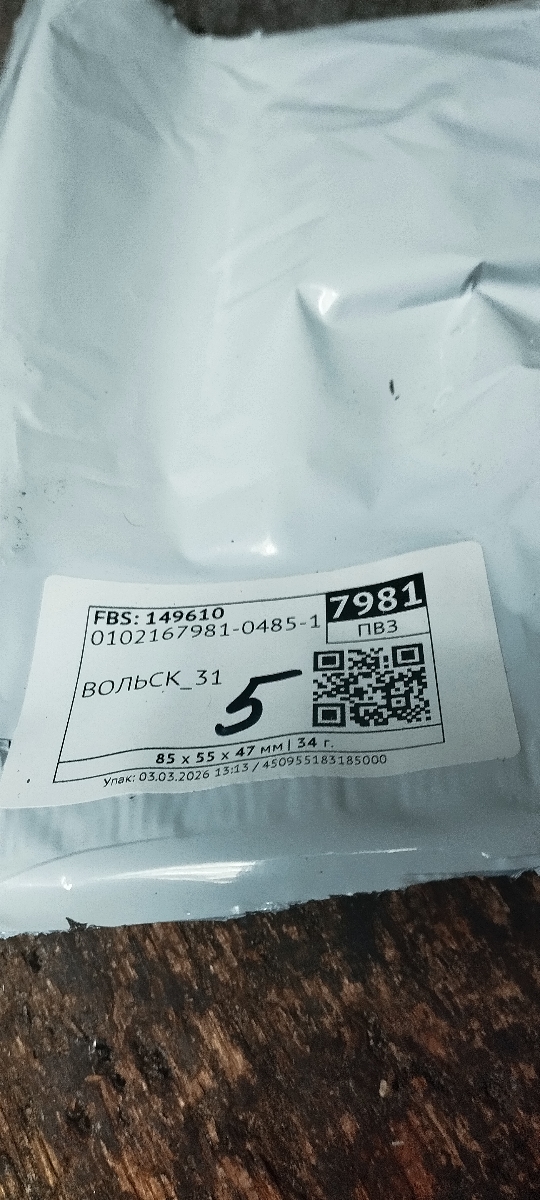 FBS: 149610
0102167981-0485-1
7981
ПВЗ
ВОЛЬСК_31
5
85 x 55 x 47 мм | 34 г.
Упак: 03.03.2026 13:13 / 450955183185000